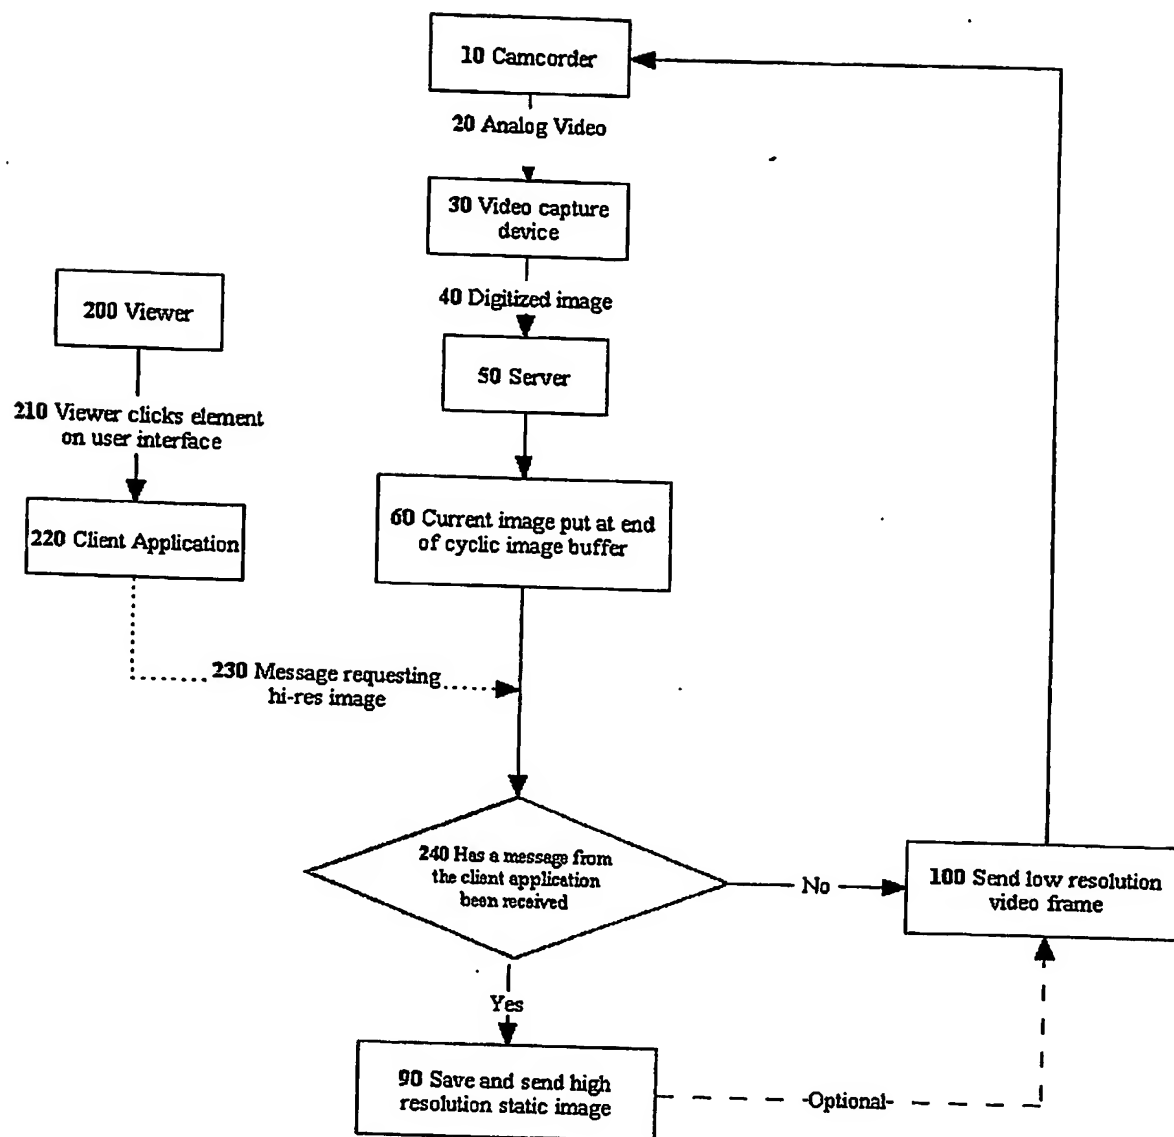 10 Camcorder
20 Analog Video
30 Video capture
device
40 Digitized image
200 Viewer
50 Server
210 Viewer clicks element
on user interface
60 Current image put at end
of cyclic image buffer
220 Client Application
230 Message requesting
hi-res image
240 Has a message from
the client application
been received
No
100 Send low resolution
video frame
Yes
90 Save and send high
resolution static image
-Optional-